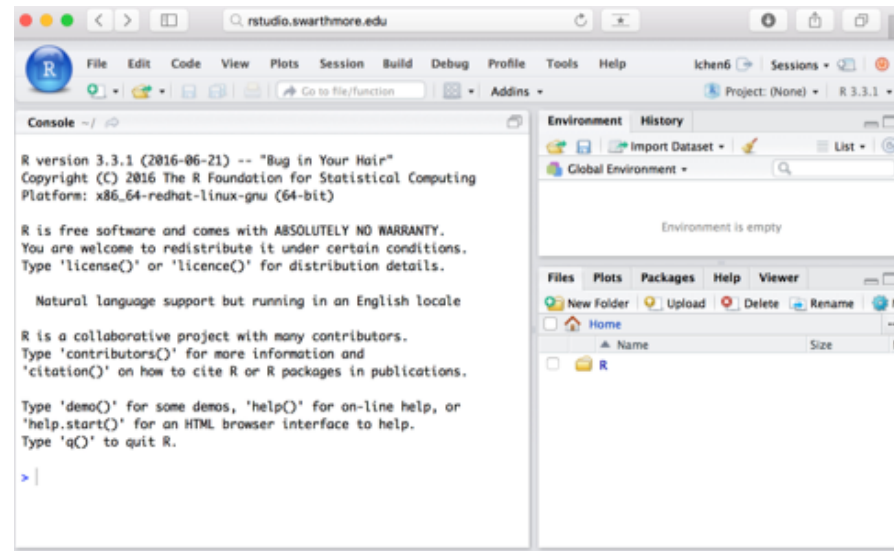 rstudio.swarthmore.edu
R File Edit Code View Plots Session Build Debug Profile Tools Help lchen6 Sessions
Go to file/function Addins Project: (None) R 3.3.1
Console ~/
R version 3.3.1 (2016-06-21) -- "Bug in Your Hair"
Copyright (C) 2016 The R Foundation for Statistical Computing
Platform: x86_64-redhat-linux-gnu (64-bit)
R is free software and comes with ABSOLUTELY NO WARRANTY.
You are welcome to redistribute it under certain conditions.
Type 'license()' or 'licence()' for distribution details.
Natural language support but running in an English locale
R is a collaborative project with many contributors.
Type 'contributors()' for more information and
'citation()' on how to cite R or R packages in publications.
Type 'demo()' for some demos, 'help()' for on-line help, or
'help.start()' for an HTML browser interface to help.
Type 'q()' to quit R.
>
Environment History
Import Dataset List
Global Environment
Environment is empty
Files Plots Packages Help Viewer
New Folder Upload Delete Rename
Home
Name Size
R